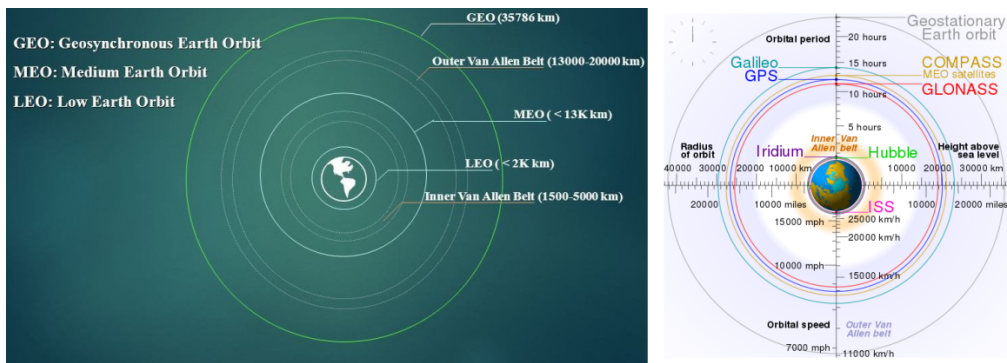 GEO (35786 km)
GEO: Geosynchronous Earth Orbit
Outer Van Allen Belt (13000-20000 km)
MEO: Medium Earth Orbit
LEO: Low Earth Orbit
MEO ( < 13K km)
LEO ( < 2K km)
Inner Van Allen Belt (1500-5000 km)
Geostationary
Earth orbit
Orbital period
20 hours
Galileo
COMPASS
MEO satellites
GPS
GLONASS
15 hours
10 hours
5 hours
Inner Van
Allen belt
Radius
of orbit
Iridium
Hubble
Height above
sea level
40000 km
30000
20000
10000
10000
20000
30000 km
20000
10000 miles
10000
20000 miles
ISS
25000 km/h
15000 mph
20000 km/h
10000 mph
15000 km/h
Orbital speed
Outer Van
Allen belt
7000 mph
11000 km/h